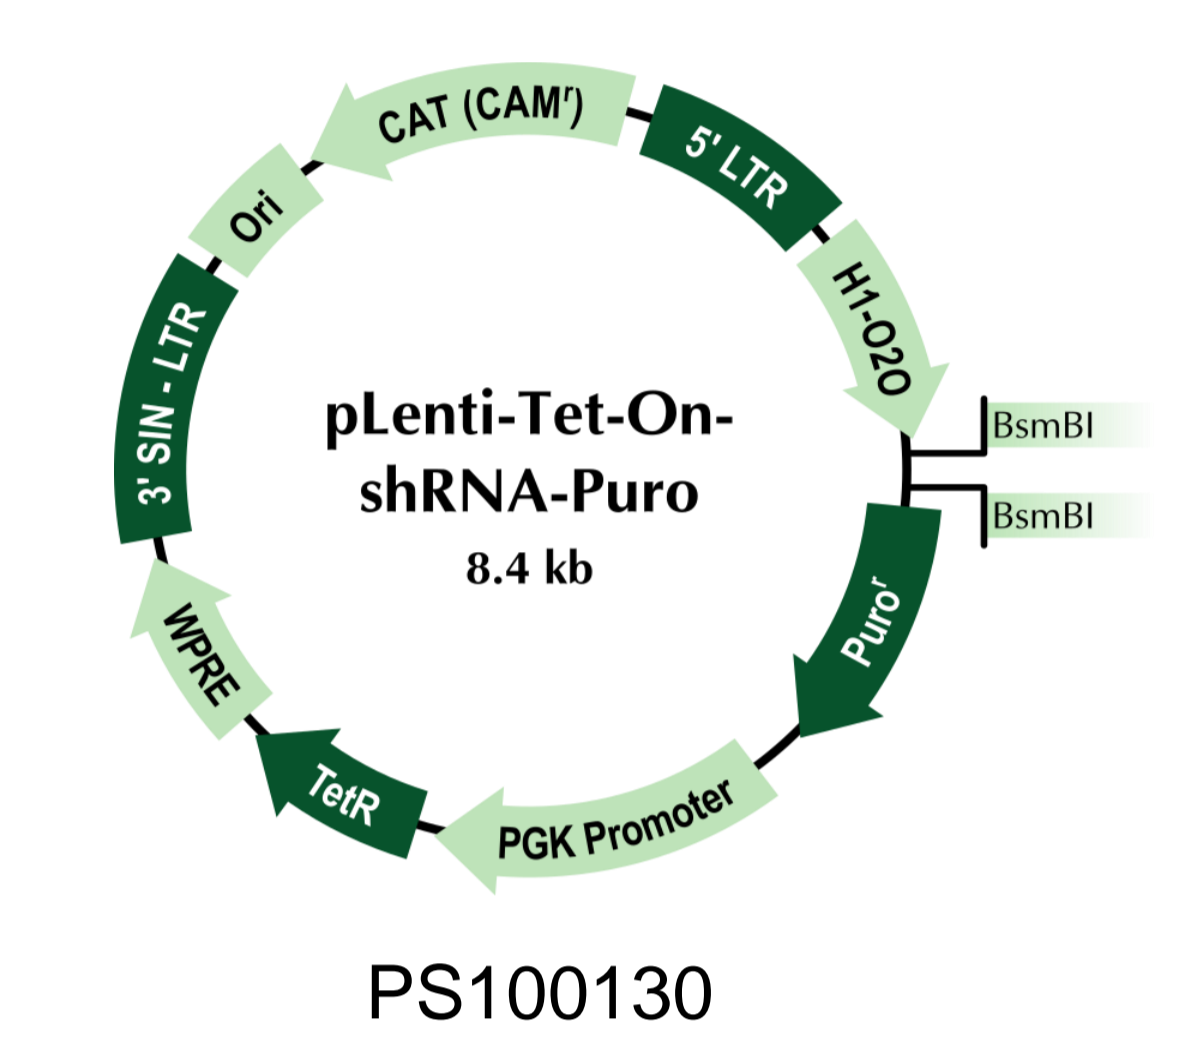 CAT (CAMʳ)
5' LTR
H1-O2O
BsmBI
BsmBI
Puroʳ
PGK Promoter
TetR
WPRE
3' SIN - LTR
Ori
pLenti-Tet-On-
shRNA-Puro
8.4 kb
PS100130